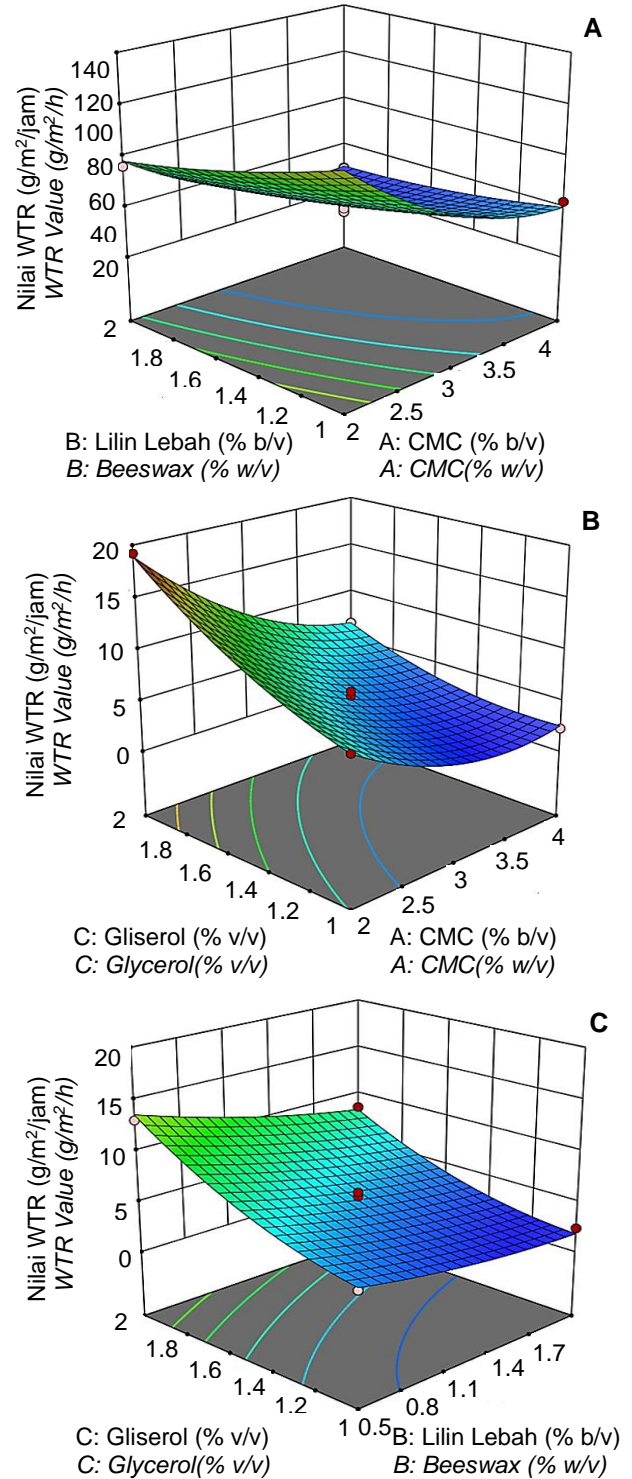 A
140
120
100
80
60
40
20
Nilai WTR (g/m²/jam)
WTR Value (g/m²/h)
2
1.8
1.6
1.4
1.2
1
2
2.5
3
3.5
4
B: Lilin Lebah (% b/v)
B: Beeswax (% w/v)
A: CMC (% b/v)
A: CMC(% w/v)
B
20
15
10
5
0
Nilai WTR (g/m²/jam)
WTR Value (g/m²/h)
2
1.8
1.6
1.4
1.2
1
2
2.5
3
3.5
4
C: Gliserol (% v/v)
C: Glycerol(% v/v)
A: CMC (% b/v)
A: CMC(% w/v)
C
20
15
10
5
0
Nilai WTR (g/m²/jam)
WTR Value (g/m²/h)
2
1.8
1.6
1.4
1.2
1
0.5
0.8
1.1
1.4
1.7
C: Gliserol (% v/v)
C: Glycerol(% v/v)
B: Lilin Lebah (% b/v)
B: Beeswax (% w/v)